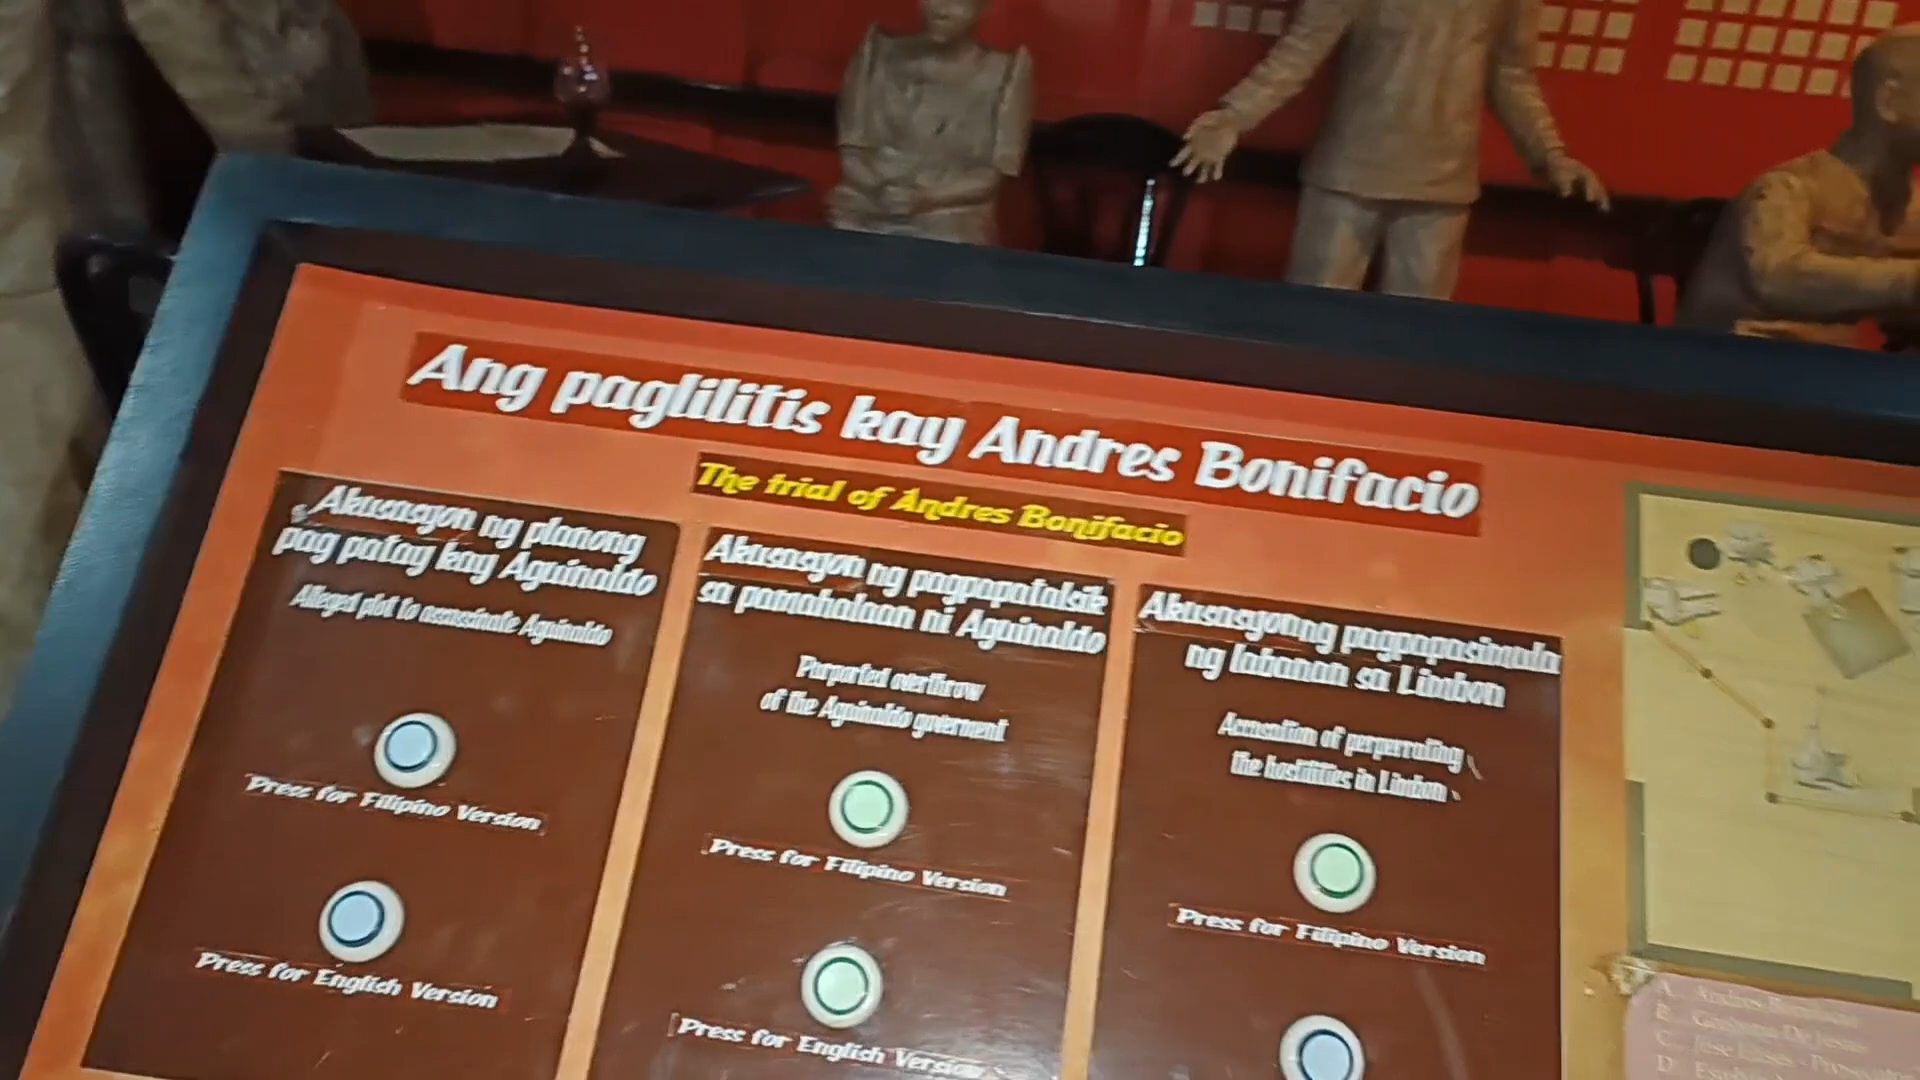 Ang paglilitis kay Andres Bonifacio
The trial of Andres Bonifacio
Akusasyon ng planong
pag patay kay Aguinaldo
Alleged plot to assassinate Aguinaldo
Press for Filipino Version
Press for English Version
Akusasyon ng pagpapatalsik
sa pamahalaan ni Aguinaldo
Purported overthrow
of the Aguinaldo
Press for Filipino Version
Press for English Version
Akusasyong pagpapasimula
ng labanan sa Limbon
Accusation of
the hostilities in Limbon
Press for Filipino Version
A. Andres Bonifacio
B.
C.
D.